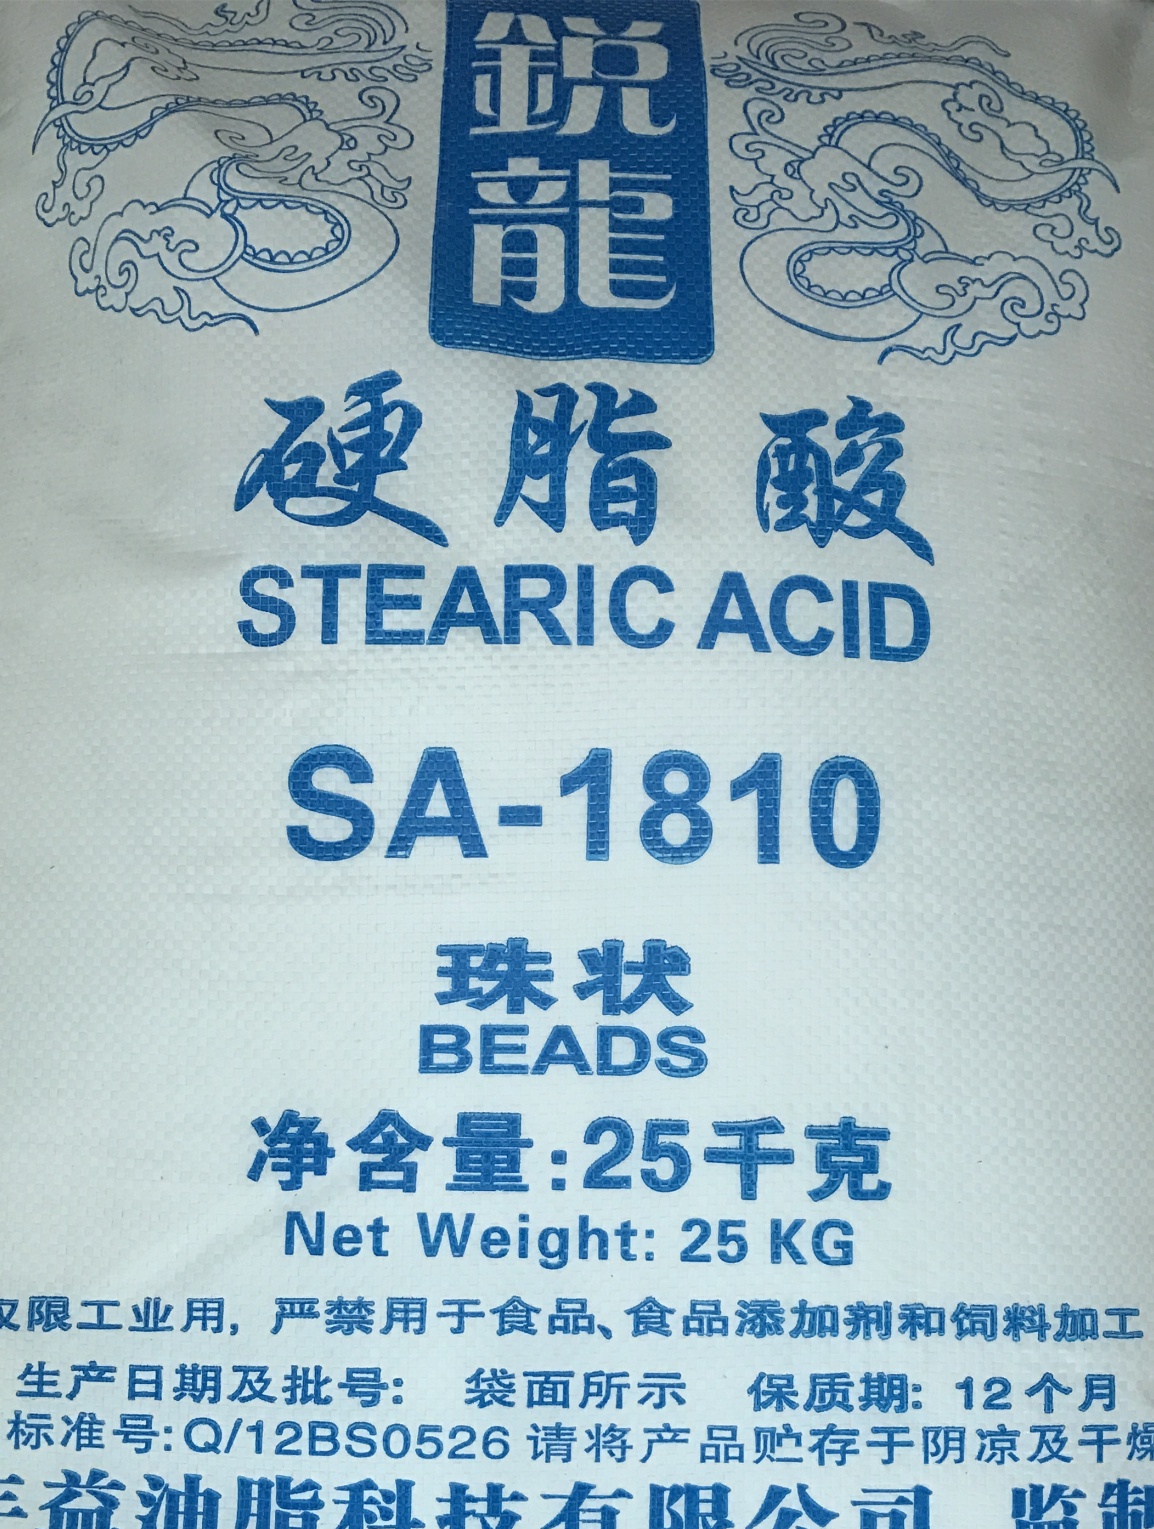 鋭龍
硬脂酸
STEARIC ACID
SA-1810
珠状
BEADS
净含量:25千克
Net Weight: 25 KG
仅限工业用,严禁用于食品、食品添加剂和饲料加工
生产日期及批号: 袋面所示 保质期: 12个月
标准号:Q/12BS0526 请将产品贮存于阴凉及干燥
益油脂科技有限公司 监制